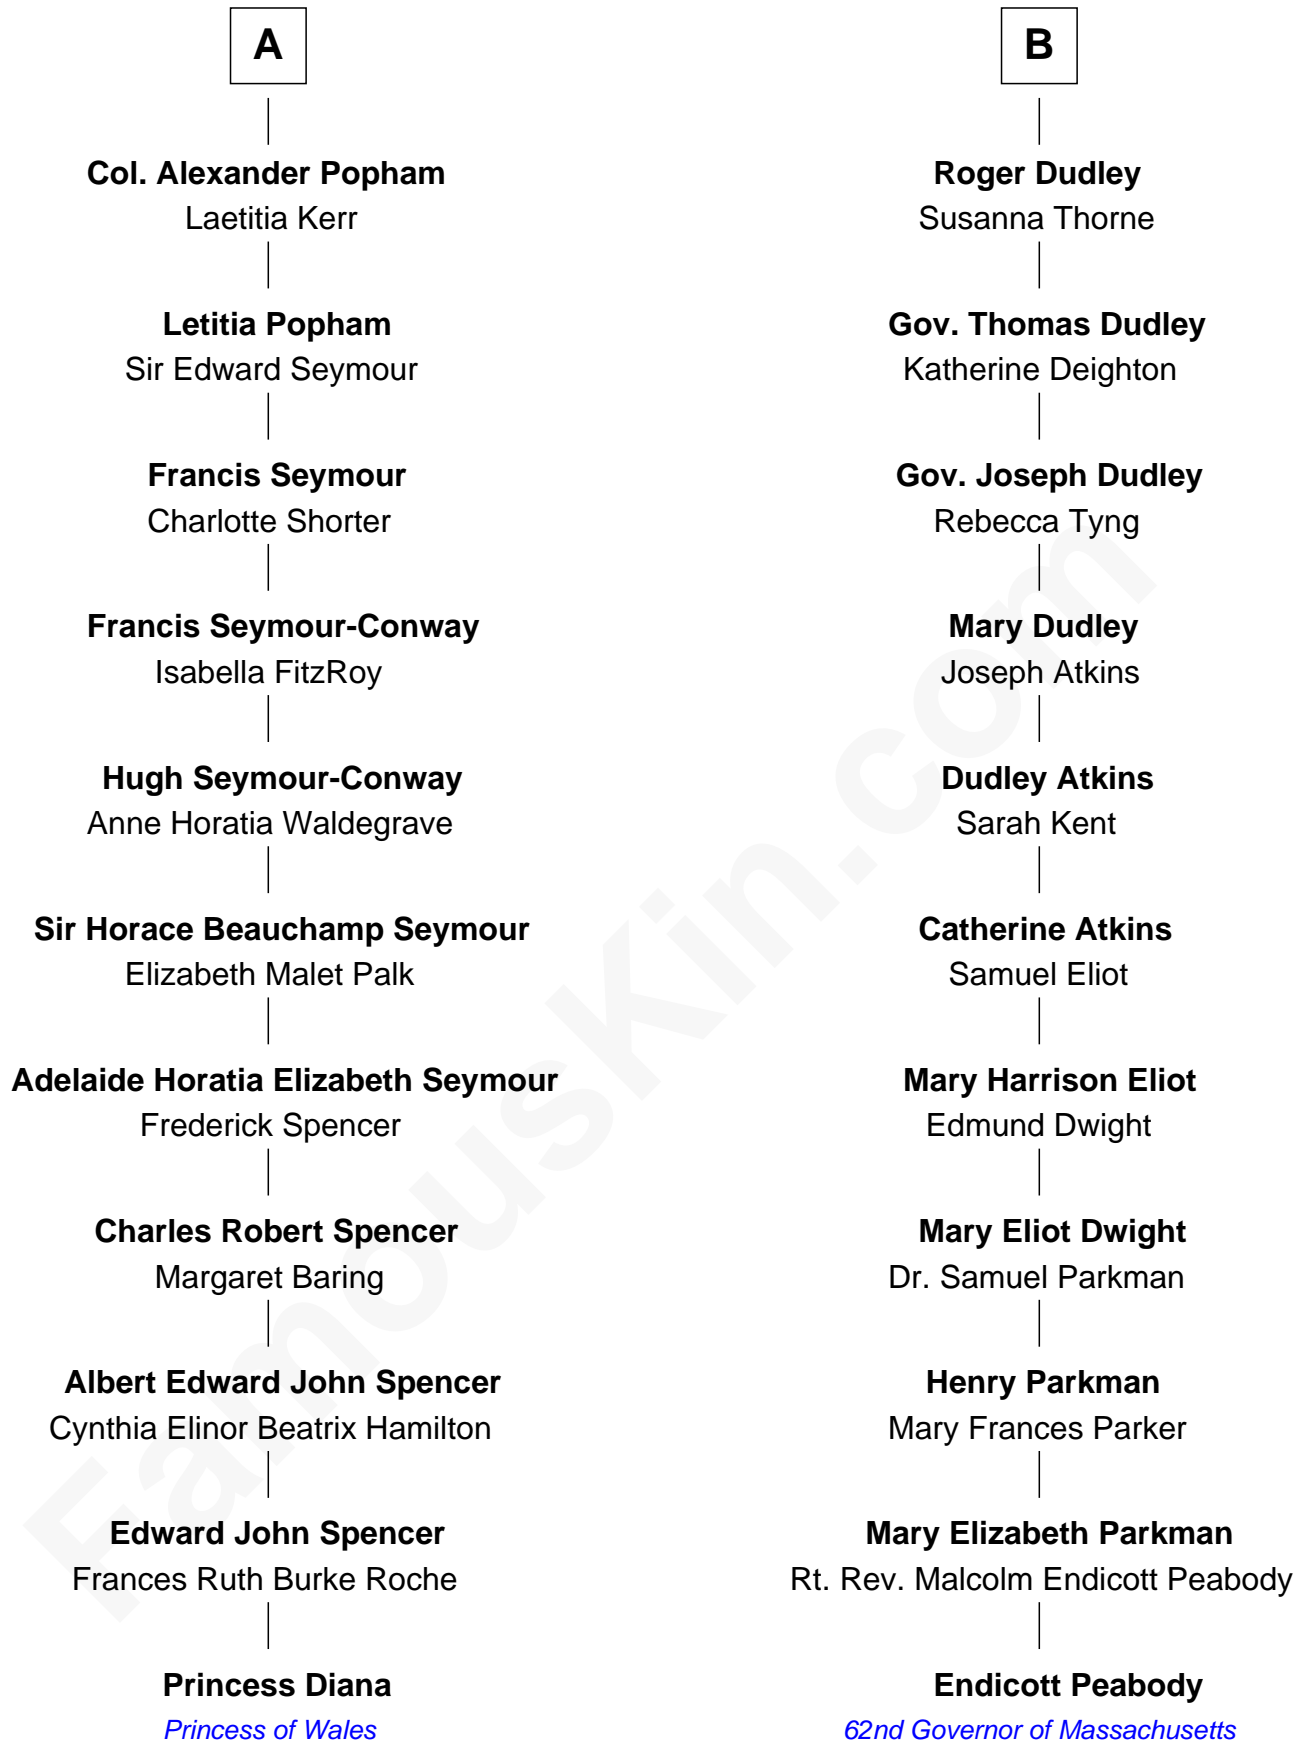 A
Col. Alexander Popham
Laetitia Kerr
Letitia Popham
Sir Edward Seymour
Francis Seymour
Charlotte Shorter
Francis Seymour-Conway
Isabella FitzRoy
Hugh Seymour-Conway
Anne Horatia Waldegrave
Sir Horace Beauchamp Seymour
Elizabeth Malet Palk
Adelaide Horatia Elizabeth Seymour
Frederick Spencer
Charles Robert Spencer
Margaret Baring
Albert Edward John Spencer
Cynthia Elinor Beatrix Hamilton
Edward John Spencer
Frances Ruth Burke Roche
Princess Diana
Princess of Wales
B
Roger Dudley
Susanna Thorne
Gov. Thomas Dudley
Katherine Deighton
Gov. Joseph Dudley
Rebecca Tyng
Mary Dudley
Joseph Atkins
Dudley Atkins
Sarah Kent
Catherine Atkins
Samuel Eliot
Mary Harrison Eliot
Edmund Dwight
Mary Eliot Dwight
Dr. Samuel Parkman
Henry Parkman
Mary Frances Parker
Mary Elizabeth Parkman
Rt. Rev. Malcolm Endicott Peabody
Endicott Peabody
62nd Governor of Massachusetts
FamousKin.com